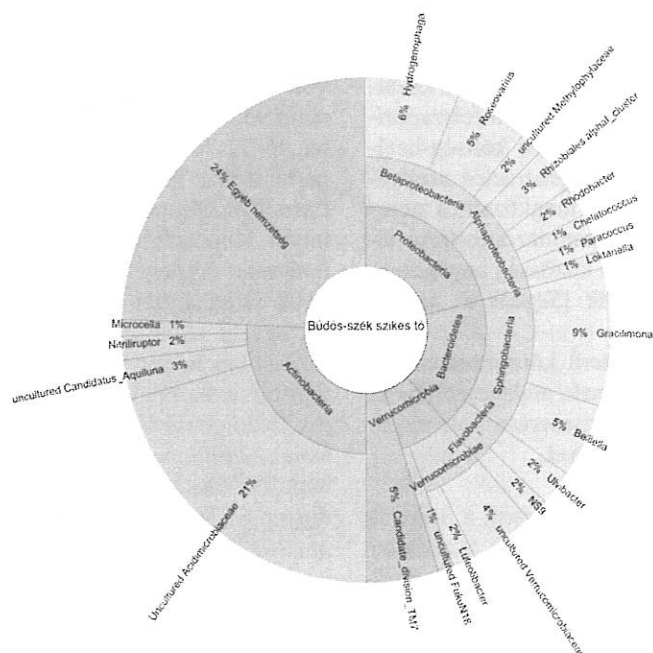 6% Hydrogenophaga
5% Roseovarius
2% uncultured Methylophylaceae
3% Rhizobiales alphaI_cluster
2% Rhodobacter
1% Chelatococcus
1% Paracoccus
1% Loktanella
9% Gracilimona
5% Belliella
2% Ulvibacter
2% NS9
4% uncultured Verrucomicrobiaceae
2% Luteolibacter
1% uncultured FukuN18
5% Candidate_division_TM7
Uncultured Acidimicrobiaceae 21%
uncultured Candidatus_Aquiluna 3%
Nitriliruptor 2%
Microcella 1%
24% Egyéb nemzetség
Betaproteobacteria
Alphaproteobacteria
Proteobacteria
Sphingobacteria
Bacteroidetes
Flavobacteria
Verrucomicrobiae
Verrucomicrobia
Actinobacteria
Büdös-szék szikes tó